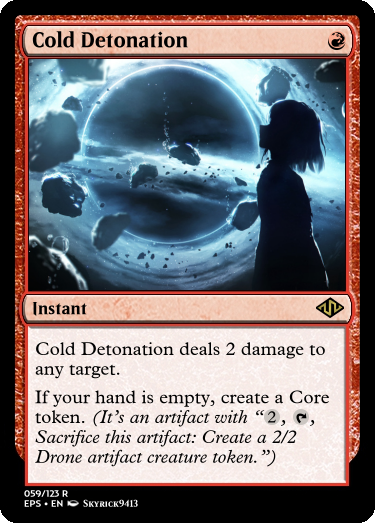 Cold Detonation
Instant
Cold Detonation deals 2 damage to
any target.
If your hand is empty, create a Core
token. (It's an artifact with “2, T,
Sacrifice this artifact: Create a 2/2
Drone artifact creature token.”)
059/123 R
EPS • EN Skyrick9413